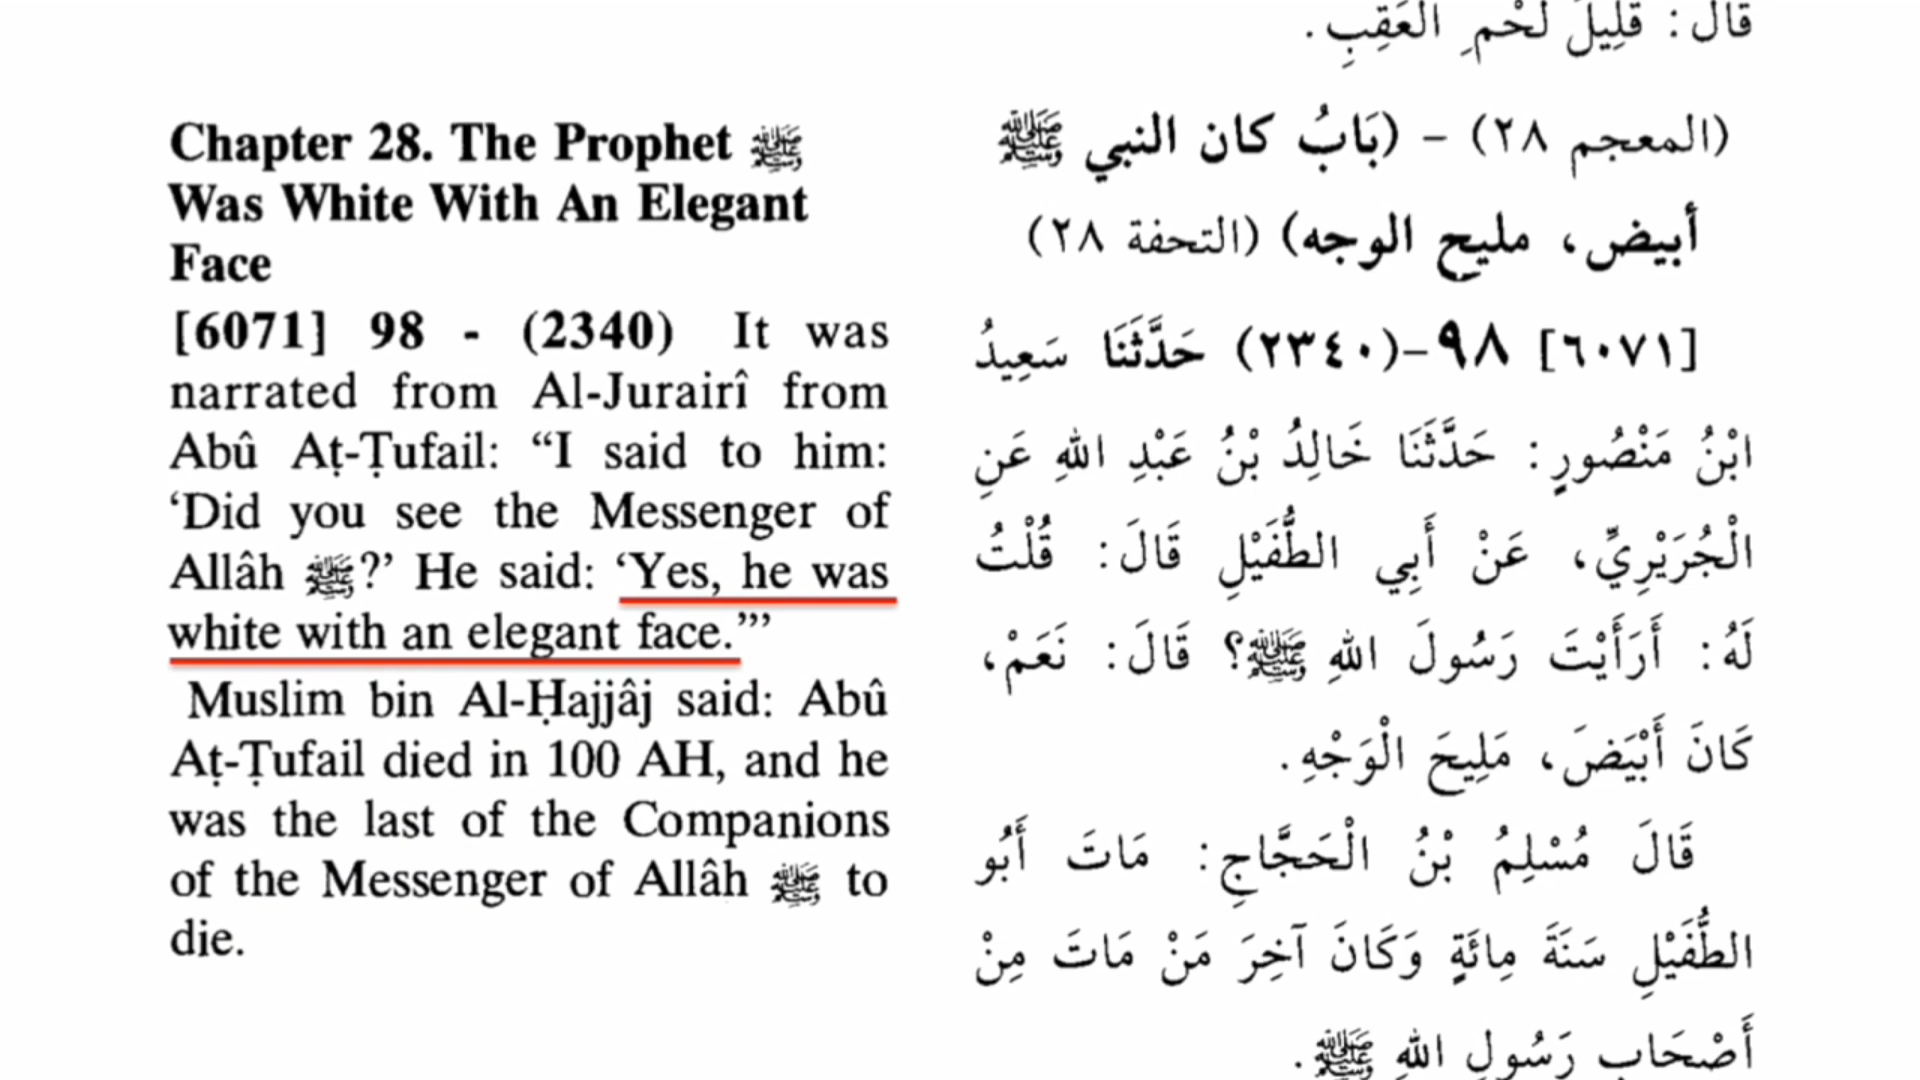 Chapter 28. The Prophet ﷺ
Was White With An Elegant
Face
[6071] 98 - (2340) It was
narrated from Al-Jurairî from
Abû Aṭ-Ṭufail: “I said to him:
‘Did you see the Messenger of
Allâh ﷺ?’ He said: ‘Yes, he was
white with an elegant face.’”
Muslim bin Al-Ḥajjâj said: Abû
Aṭ-Ṭufail died in 100 AH, and he
was the last of the Companions
of the Messenger of Allâh ﷺ to
die.
قَالَ: قَلِيلُ لَحْمِ الْعَقِبِ.
(المعجم ٢٨) - (بَابُ كان النبي ﷺ
أبيض، مليح الوجه) (التحفة ٢٨)
[٦٠٧١] ٩٨-(٢٣٤٠) حَدَّثَنَا سَعِيدُ
ابْنُ مَنْصُورٍ: حَدَّثَنَا خَالِدُ بْنُ عَبْدِ اللهِ عَنِ
الْجُرَيْرِيِّ، عَنْ أَبِي الطُّفَيْلِ قَالَ: قُلْتُ
لَهُ: أَرَأَيْتَ رَسُولَ اللهِ ﷺ؟ قَالَ: نَعَمْ،
كَانَ أَبْيَضَ، مَلِيحَ الْوَجْهِ.
قَالَ مُسْلِمُ بْنُ الْحَجَّاجِ: مَاتَ أَبُو
الطُّفَيْلِ سَنَةَ مِائَةٍ وَكَانَ آخِرَ مَنْ مَاتَ مِنْ
أَصْحَابِ رَسُولِ اللهِ ﷺ.